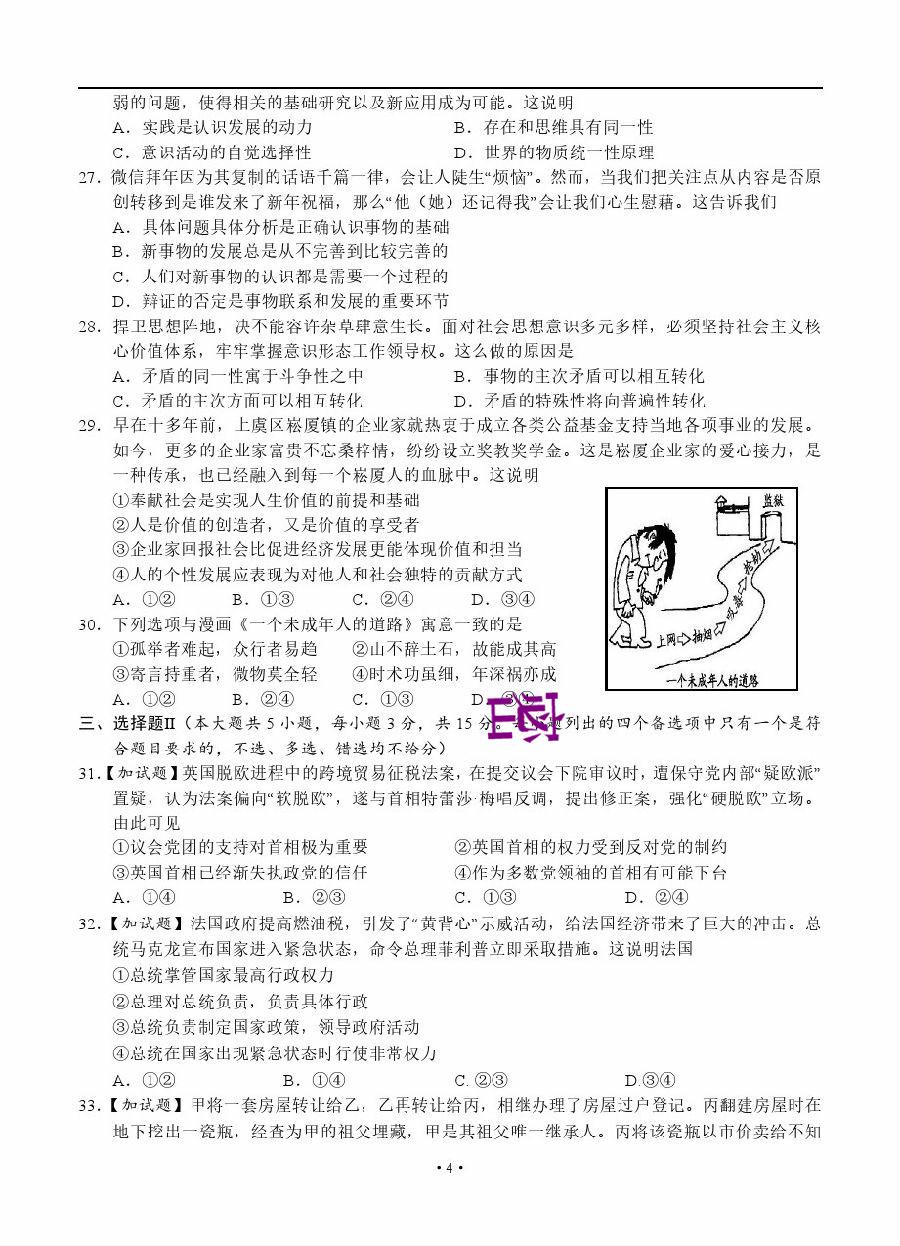 弱的问题，使得相关的基础研究以及新应用成为可能。这说明
A．实践是认识发展的动力 B．存在和思维具有同一性
C．意识活动的自觉选择性 D．世界的物质统一性原理
27．微信拜年因为其复制的话语千篇一律，会让人陡生“烦恼”。然而，当我们把关注点从内容是否原
创转移到是谁发来了新年祝福，那么“他（她）还记得我”会让我们心生慰藉。这告诉我们
A．具体问题具体分析是正确认识事物的基础
B．新事物的发展总是从不完善到比较完善的
C．人们对新事物的认识都是需要一个过程的
D．辩证的否定是事物联系和发展的重要环节
28．捍卫思想阵地，决不能容许杂草肆意生长。面对社会思想意识多元多样，必须坚持社会主义核
心价值体系，牢牢掌握意识形态工作领导权。这么做的原因是
A．矛盾的同一性寓于斗争性之中 B．事物的主次矛盾可以相互转化
C．矛盾的主次方面可以相互转化 D．矛盾的特殊性将向普遍性转化
29．早在十多年前，上虞区崧厦镇的企业家就热衷于成立各类公益基金支持当地各项事业的发展。
如今，更多的企业家富贵不忘桑梓情，纷纷设立奖教奖学金。这是崧厦企业家的爱心接力，是
一种传承，也已经融入到每一个崧厦人的血脉中。这说明
①奉献社会是实现人生价值的前提和基础
②人是价值的创造者，又是价值的享受者
③企业家回报社会比促进经济发展更能体现价值和担当
④人的个性发展应表现为对他人和社会独特的贡献方式
A．①② B．①③ C．②④ D．③④
监狱
抢劫
吸毒
上网 抽烟
一个未成年人的道路
30．下列选项与漫画《一个未成年人的道路》寓意一致的是
①孤举者难起，众行者易趋 ②山不辞土石，故能成其高
③寄言持重者，微物莫全轻 ④时术功虽细，年深祸亦成
A．①② B．②④ C．①③ D．③④
三、选择题II（本大题共 5 小题，每小题 3 分，共 15 分。题列出的四个备选项中只有一个是符
合题目要求的，不选、多选、错选均不给分）
31.【加试题】英国脱欧进程中的跨境贸易征税法案，在提交议会下院审议时，遭保守党内部“疑欧派”
置疑，认为法案偏向“软脱欧”，遂与首相特蕾莎·梅唱反调，提出修正案，强化“硬脱欧”立场。
由此可见
①议会党团的支持对首相极为重要 ②英国首相的权力受到反对党的制约
③英国首相已经渐失执政党的信任 ④作为多数党领袖的首相有可能下台
A．①④ B．②③ C．①③ D．②④
32.【加试题】法国政府提高燃油税，引发了“黄背心”示威活动，给法国经济带来了巨大的冲击。总
统马克龙宣布国家进入紧急状态，命令总理菲利普立即采取措施。这说明法国
①总统掌管国家最高行政权力
②总理对总统负责，负责具体行政
③总统负责制定国家政策，领导政府活动
④总统在国家出现紧急状态时行使非常权力
A．①② B．①④ C. ②③ D.③④
33.【加试题】甲将一套房屋转让给乙，乙再转让给丙，相继办理了房屋过户登记。丙翻建房屋时在
地下挖出一瓷瓶，经查为甲的祖父埋藏，甲是其祖父唯一继承人。丙将该瓷瓶以市价卖给不知
· 4 ·